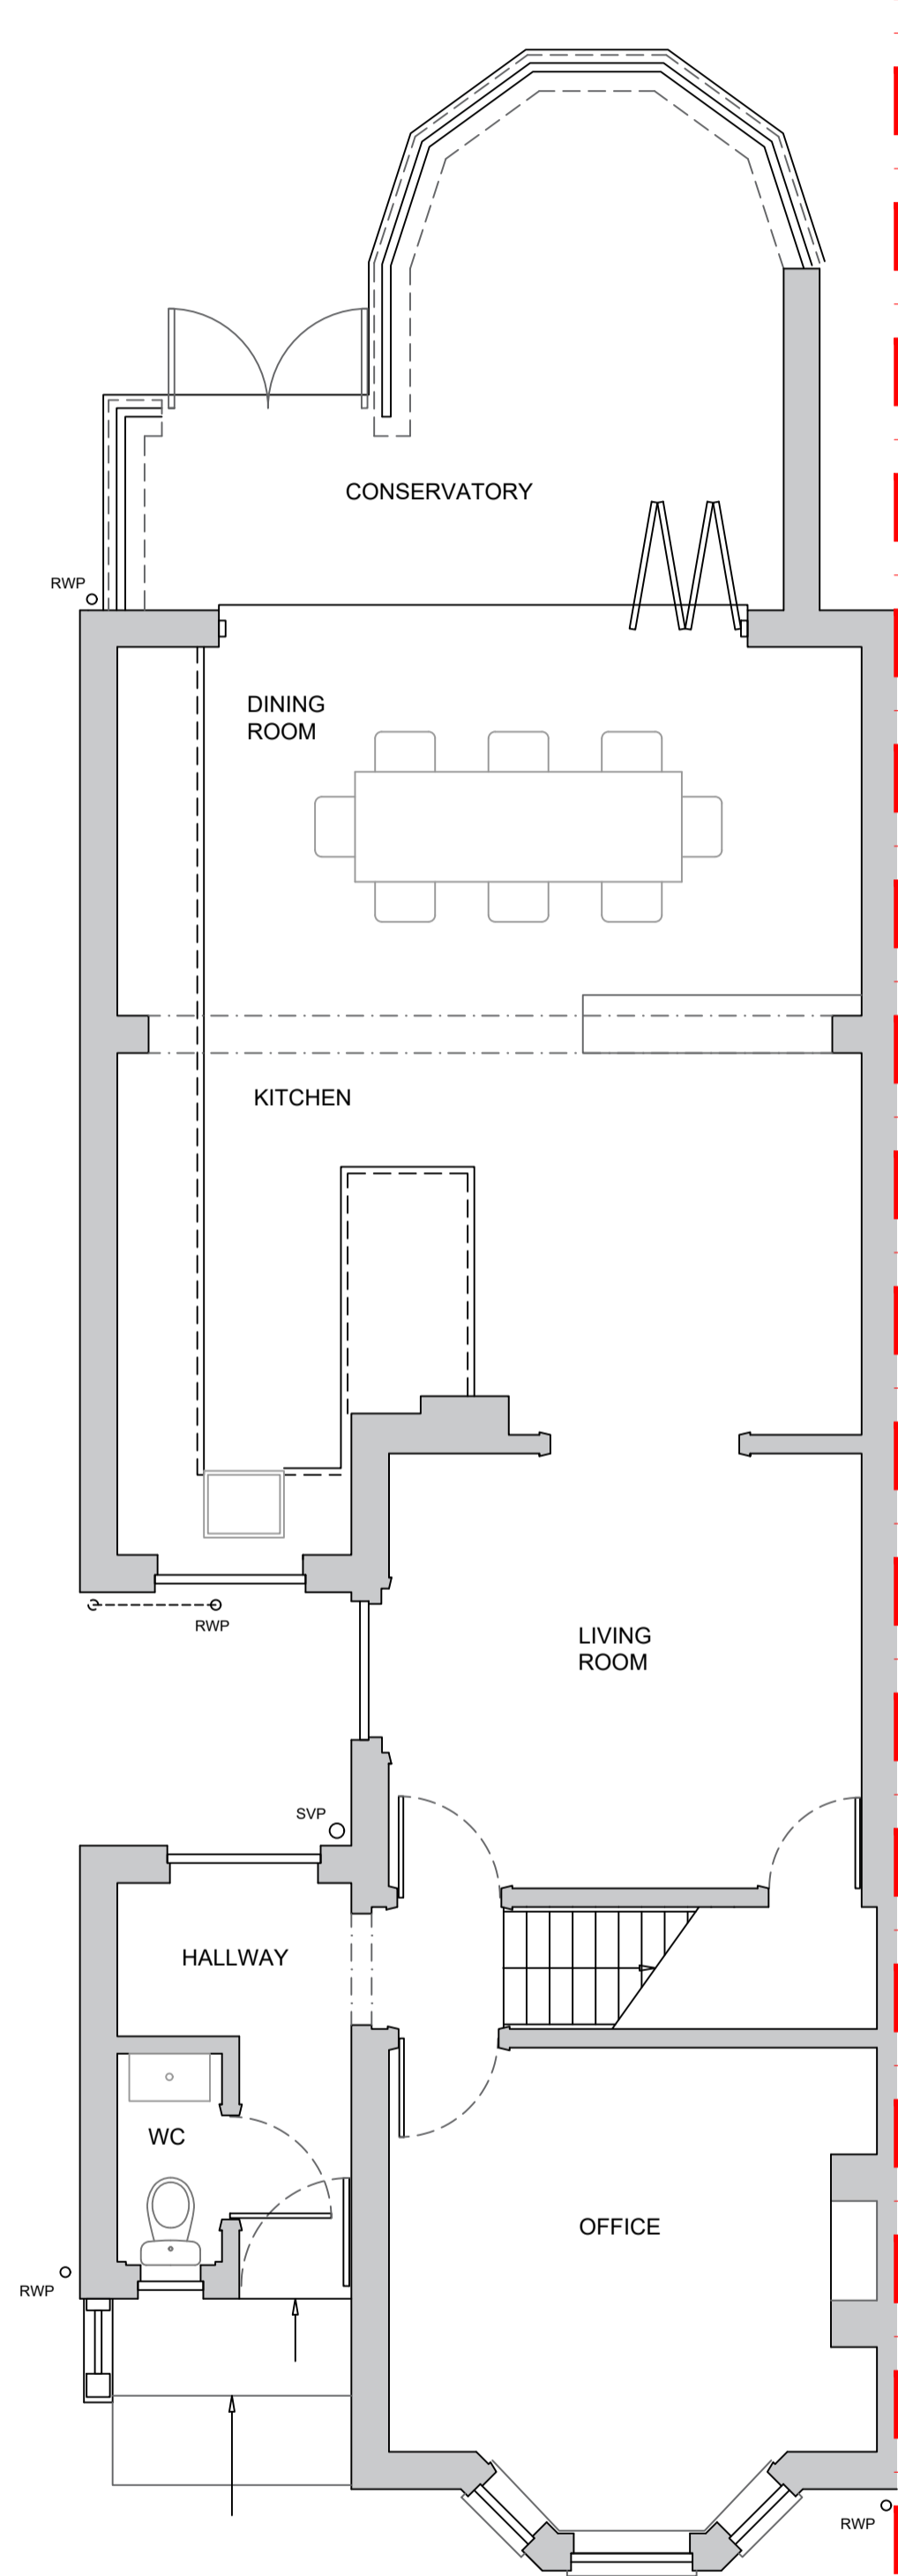 CONSERVATORY
RWP
DINING
ROOM
KITCHEN
RWP
LIVING
ROOM
SVP
HALLWAY
WC
OFFICE
RWP
RWP